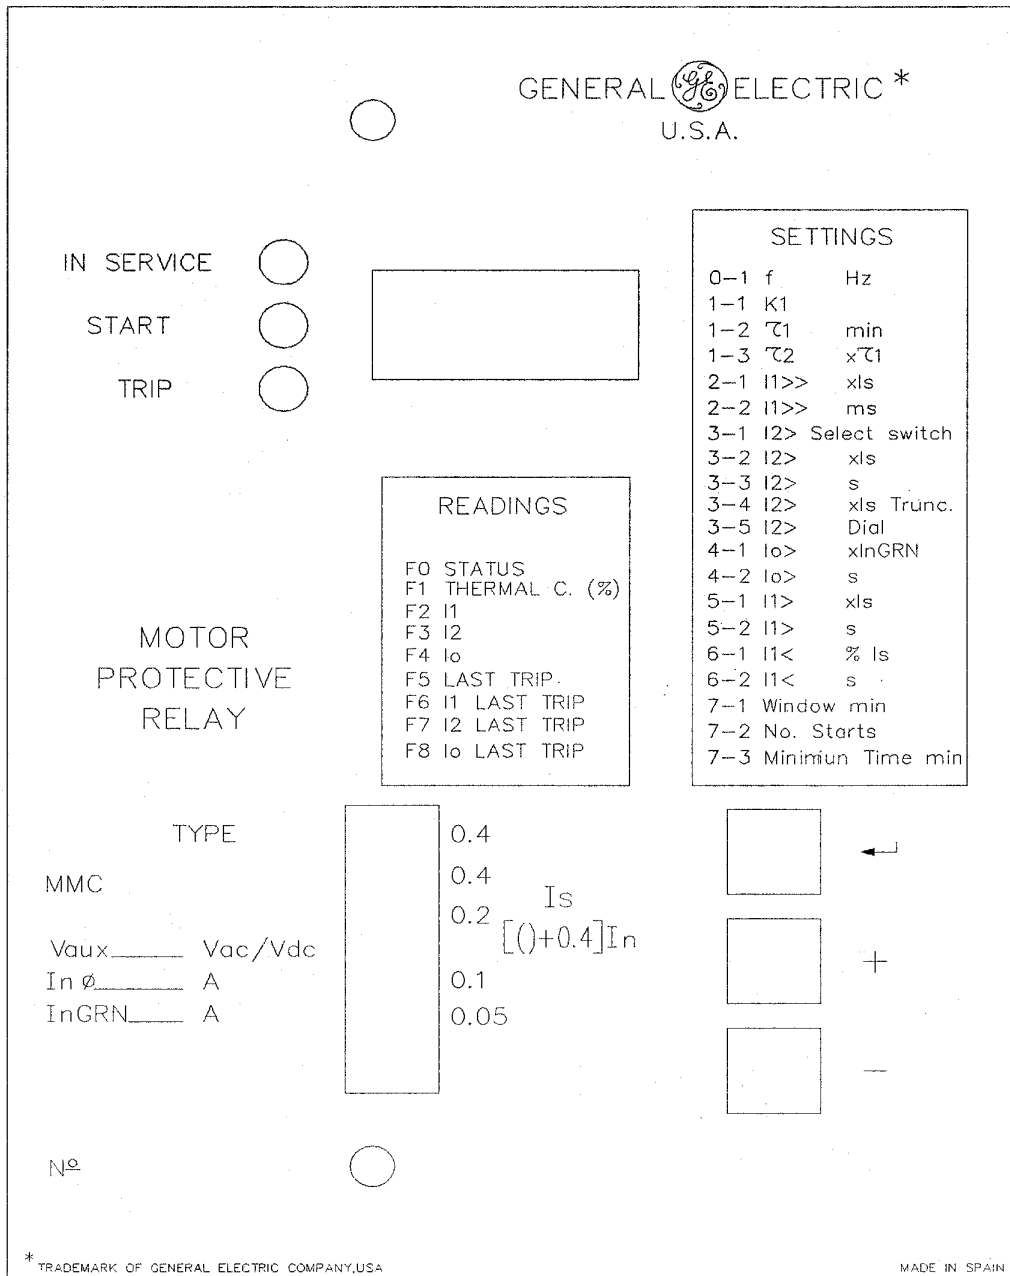 GENERAL GE ELECTRIC *
U.S.A.
IN SERVICE
START
TRIP
SETTINGS
0-1 f Hz
1-1 K1
1-2 τ1 min
1-3 τ2 xτ1
2-1 I1>> xIs
2-2 I1>> ms
3-1 I2> Select switch
3-2 I2> xIs
3-3 I2> s
3-4 I2> xIs Trunc.
3-5 I2> Dial
4-1 Io> xInGRN
4-2 Io> s
5-1 I1> xIs
5-2 I1> s
6-1 I1< % Is
6-2 I1< s
7-1 Window min
7-2 No. Starts
7-3 Minimiun Time min
READINGS
F0 STATUS
F1 THERMAL C. (%)
F2 I1
F3 I2
F4 Io
F5 LAST TRIP.
F6 I1 LAST TRIP
F7 I2 LAST TRIP
F8 Io LAST TRIP
MOTOR
PROTECTIVE
RELAY
TYPE
MMC
Vaux_____ Vac/Vdc
In ø_____ A
InGRN____ A
0.4
0.4
0.2
0.1
0.05
Is
[()+0.4]In
+
−
Nº
* TRADEMARK OF GENERAL ELECTRIC COMPANY,USA
MADE IN SPAIN